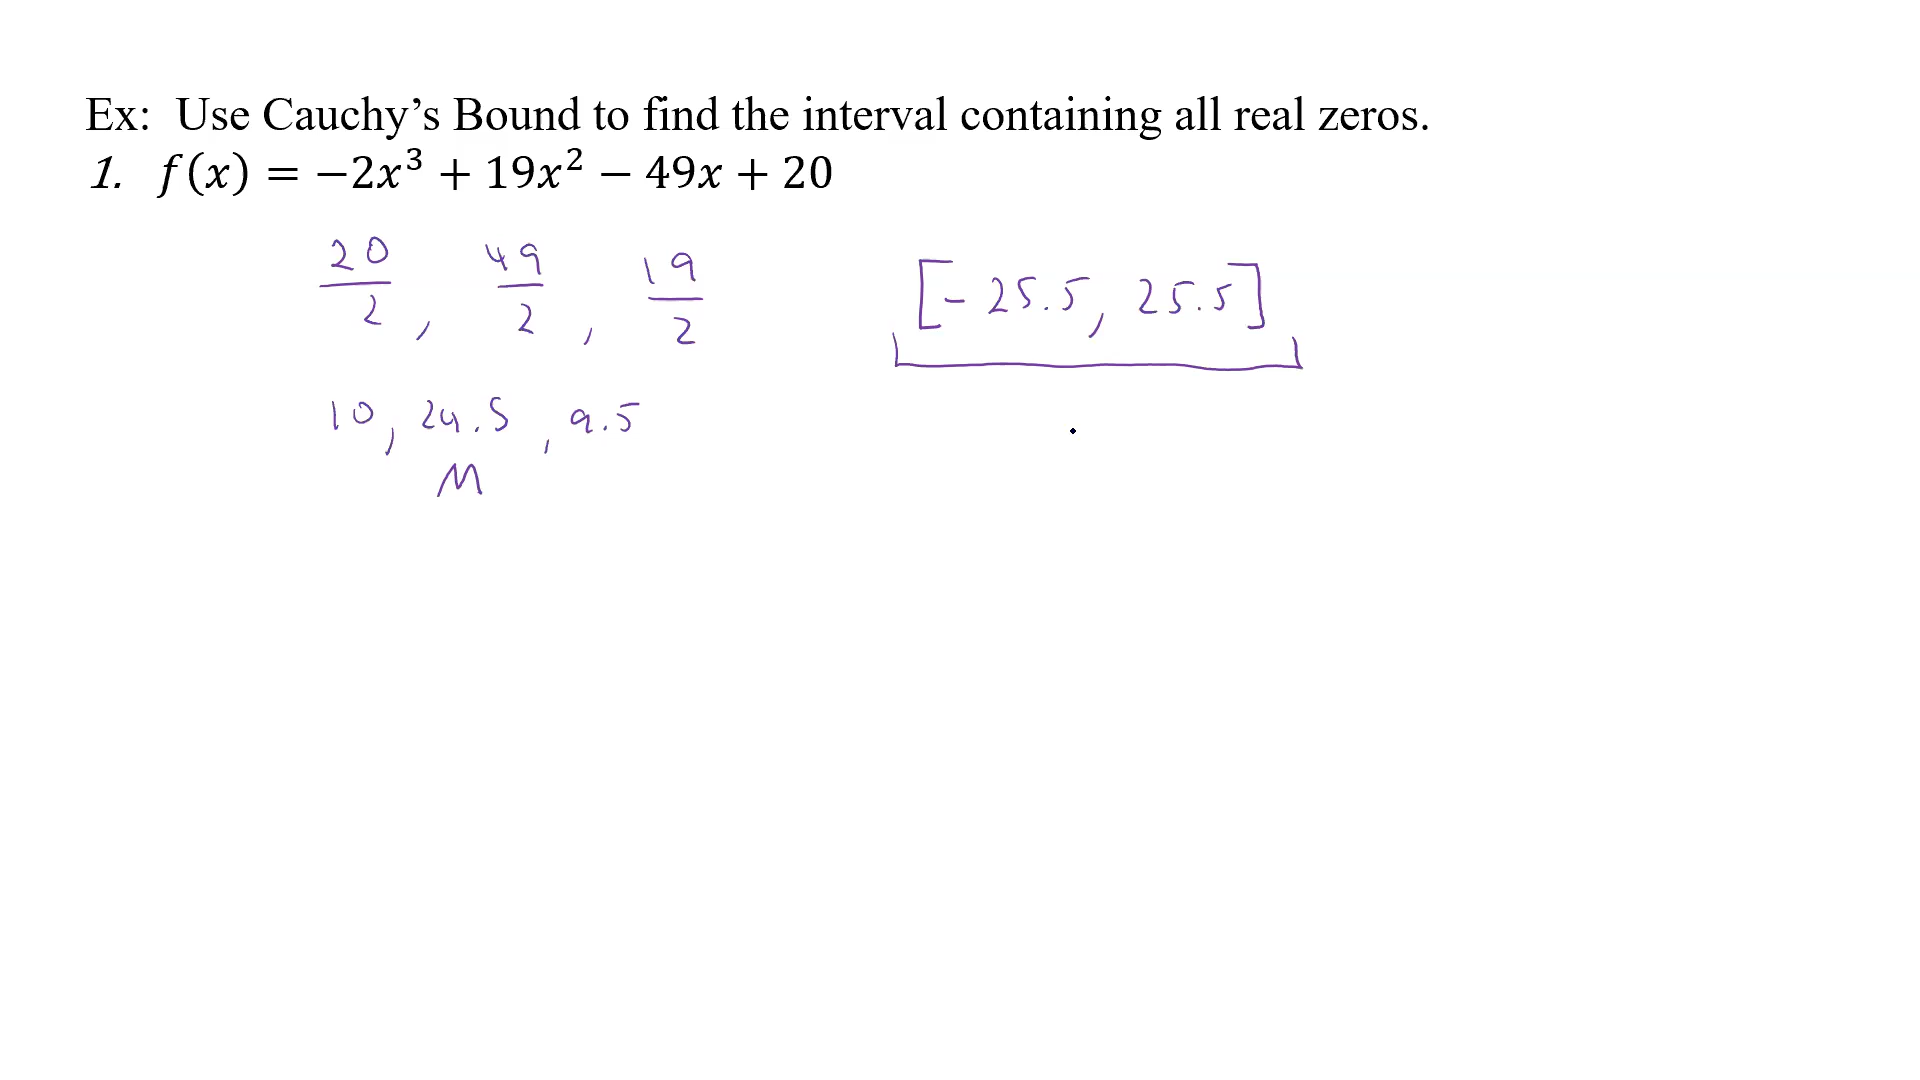 Ex: Use Cauchy’s Bound to find the interval containing all real zeros.
1. f(x) = −2x³ + 19x² − 49x + 20
20/2, 49/2, 19/2
[-25.5, 25.5]
10, 24.5, 9.5
M